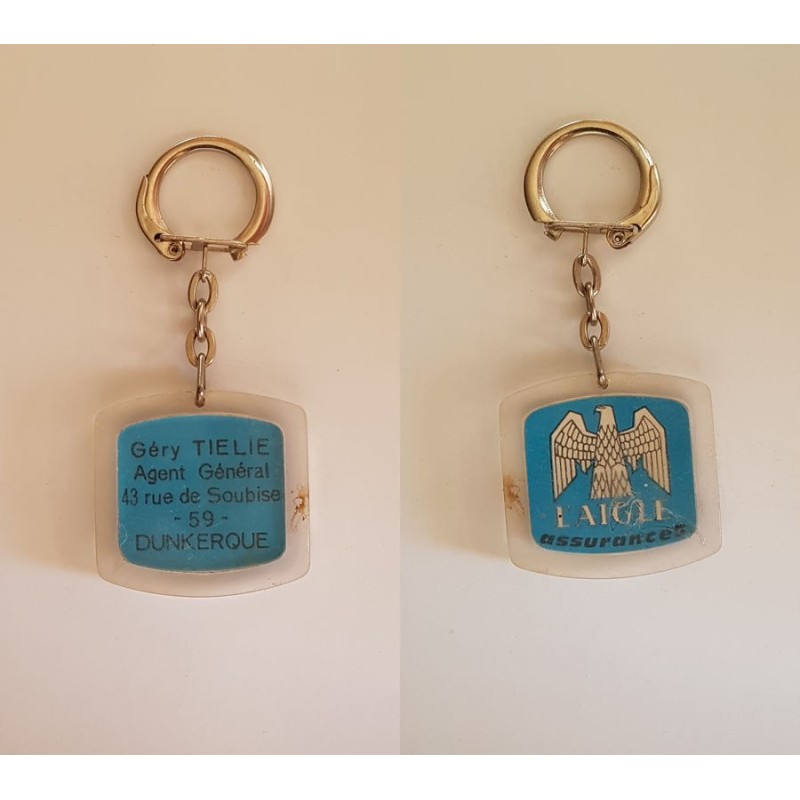 Géry TIELIE
Agent Général
43 rue de Soubise
- 59 -
DUNKERQUE
L'AIGLE
assurances